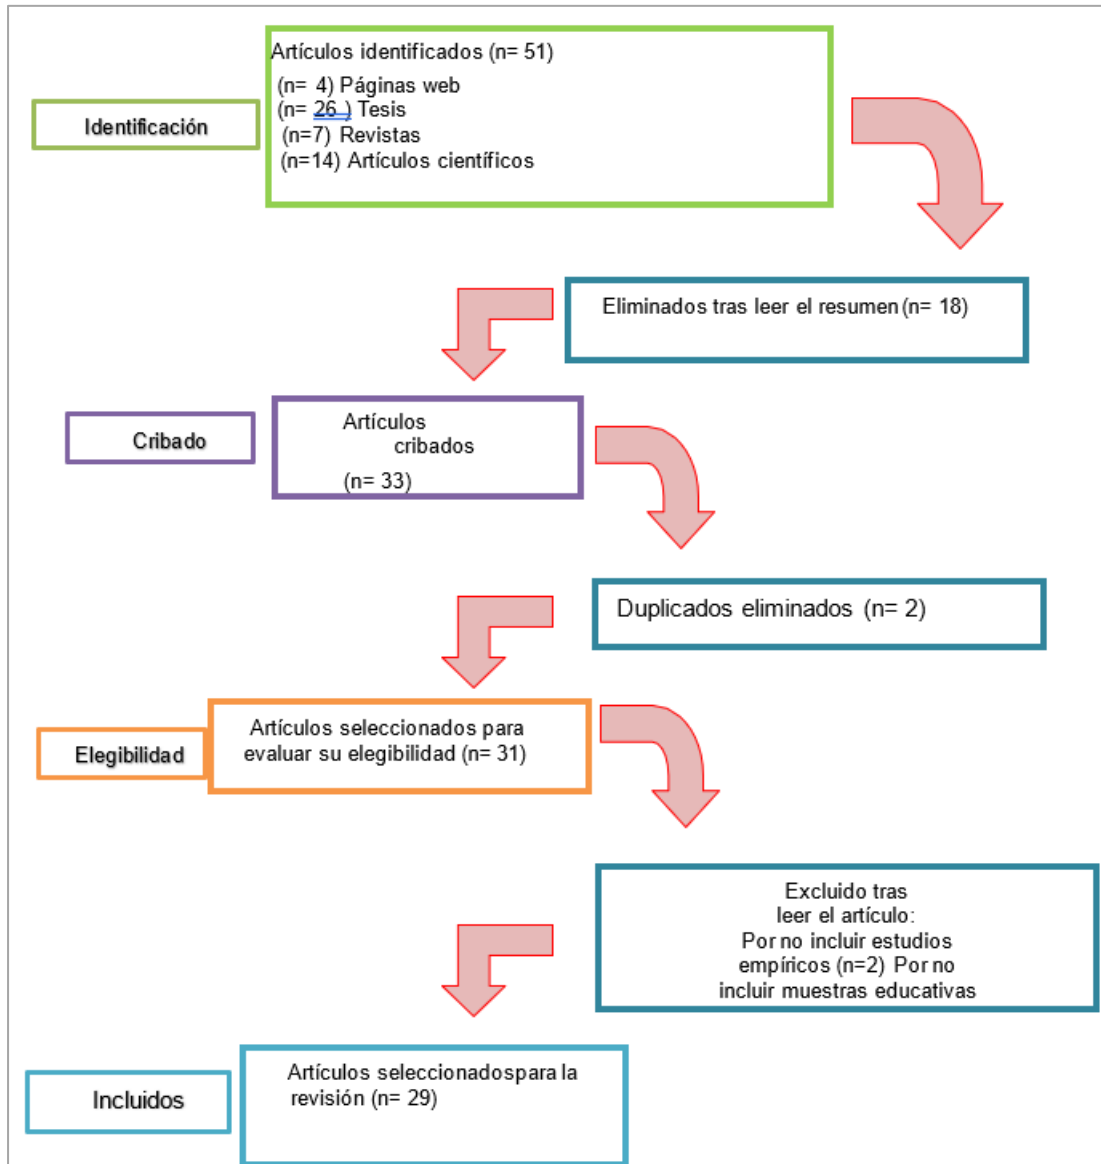 Artículos identificados (n= 51)
(n= 4) Páginas web
(n= 26 ) Tesis
(n=7) Revistas
(n=14) Artículos científicos
Identificación
Eliminados tras leer el resumen (n= 18)
Artículos
cribados
(n= 33)
Cribado
Duplicados eliminados (n= 2)
Artículos seleccionados para
evaluar su elegibilidad (n= 31)
Elegibilidad
Excluido tras
leer el artículo:
Por no incluir estudios
empíricos (n=2) Por no
incluir muestras educativas
Artículos seleccionadospara la
revisión (n= 29)
Incluidos